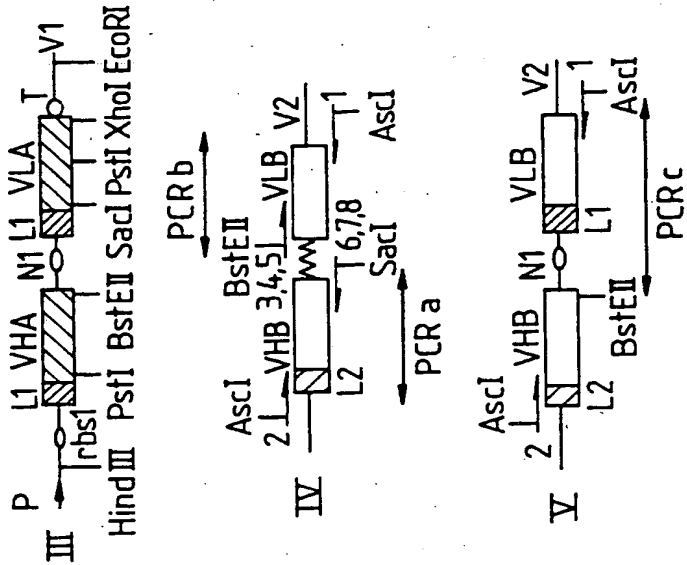 III P L1 VHA N1 L1 VLA T V1
rbs1
HindIII PstI BstEII SacI PstI XhoI EcoRI
PCR b
IV AscI BstEII
2 VHB 3,4,5 VLB V2
L2 6,7,8 1
SacI AscI
PCR a
V AscI
2 VHB N1 VLB V2
L2 L1 1
BstEII AscI
PCR c